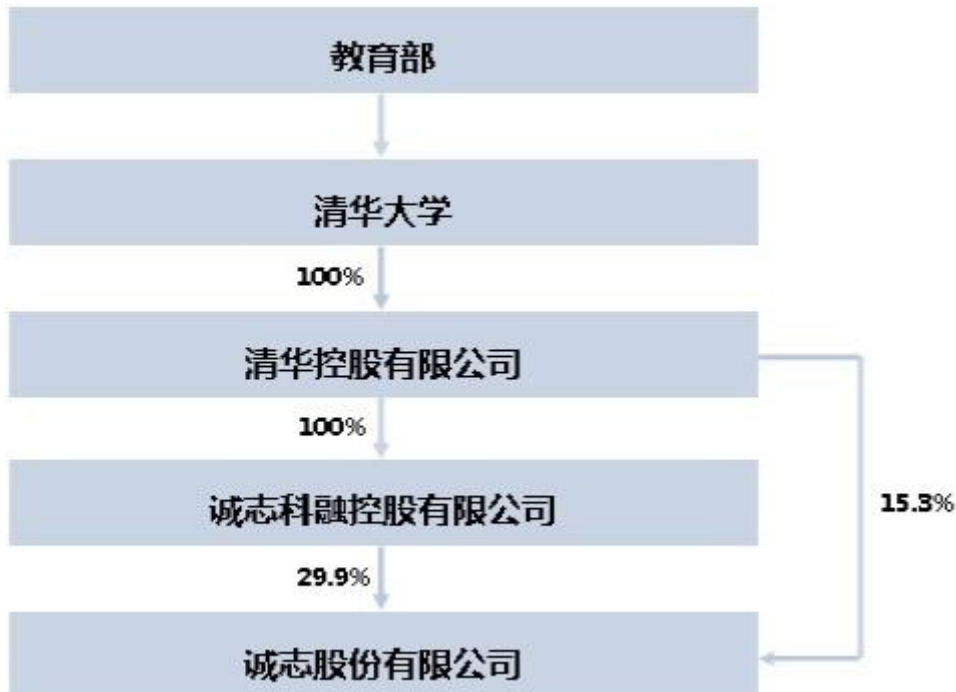 教育部
清华大学
100%
清华控股有限公司
100%
诚志科融控股有限公司
15.3%
29.9%
诚志股份有限公司